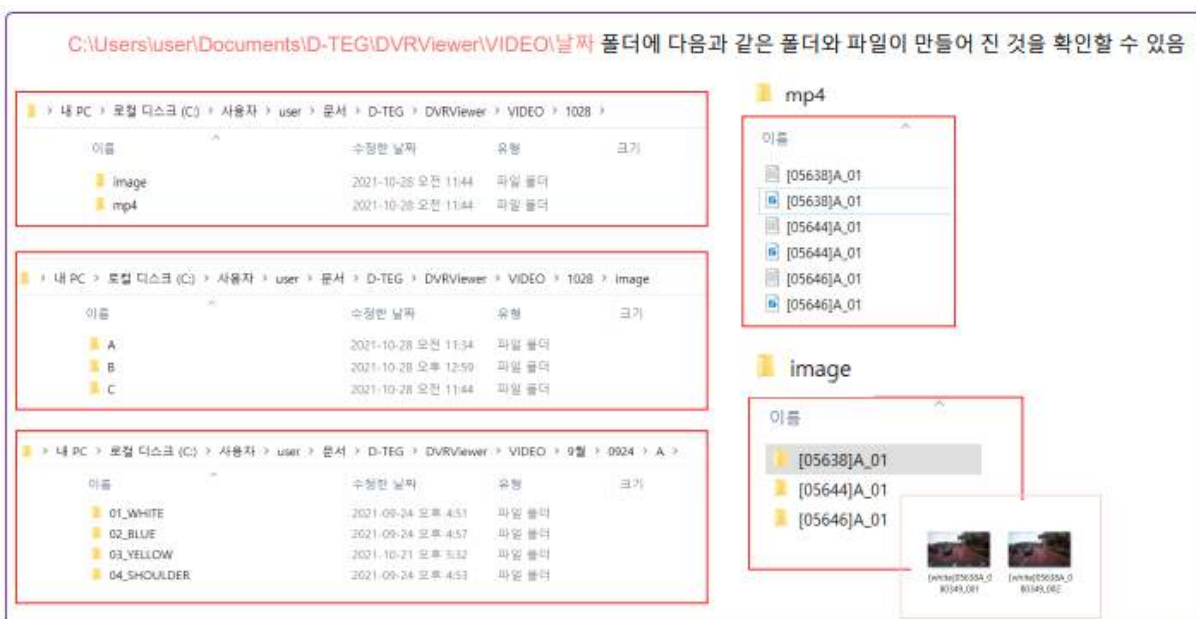 C:\Users\user\Documents\D-TEG\DVRViewer\VIDEO\날짜 폴더에 다음과 같은 폴더와 파일이 만들어 진 것을 확인할 수 있음
> 내 PC > 로컬 디스크 (C:) > 사용자 > user > 문서 > D-TEG > DVRViewer > VIDEO > 1028 >
이름 수정한 날짜 유형 크기
image 2021-10-28 오전 11:44 파일 폴더
mp4 2021-10-28 오전 11:44 파일 폴더
> 내 PC > 로컬 디스크 (C:) > 사용자 > user > 문서 > D-TEG > DVRViewer > VIDEO > 1028 > image
이름 수정한 날짜 유형 크기
A 2021-10-28 오전 11:34 파일 폴더
B 2021-10-28 오후 12:59 파일 폴더
C 2021-10-28 오전 11:44 파일 폴더
> 내 PC > 로컬 디스크 (C:) > 사용자 > user > 문서 > D-TEG > DVRViewer > VIDEO > 9월 > 0924 > A >
이름 수정한 날짜 유형 크기
01_WHITE 2021-09-24 오후 4:51 파일 폴더
02_BLUE 2021-09-24 오후 4:57 파일 폴더
03_YELLOW 2021-10-21 오후 5:32 파일 폴더
04_SHOULDER 2021-09-24 오후 4:53 파일 폴더
mp4
이름
[05638]A_01
[05638]A_01
[05644]A_01
[05644]A_01
[05646]A_01
[05646]A_01
image
이름
[05638]A_01
[05644]A_01
[05646]A_01
80349_001
80349_002